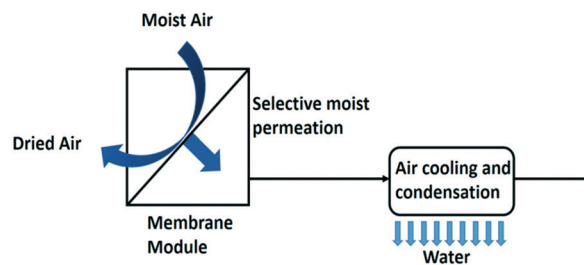 Moist Air
Selective moist
permeation
Dried Air
Air cooling and
condensation
Membrane
Module
Water